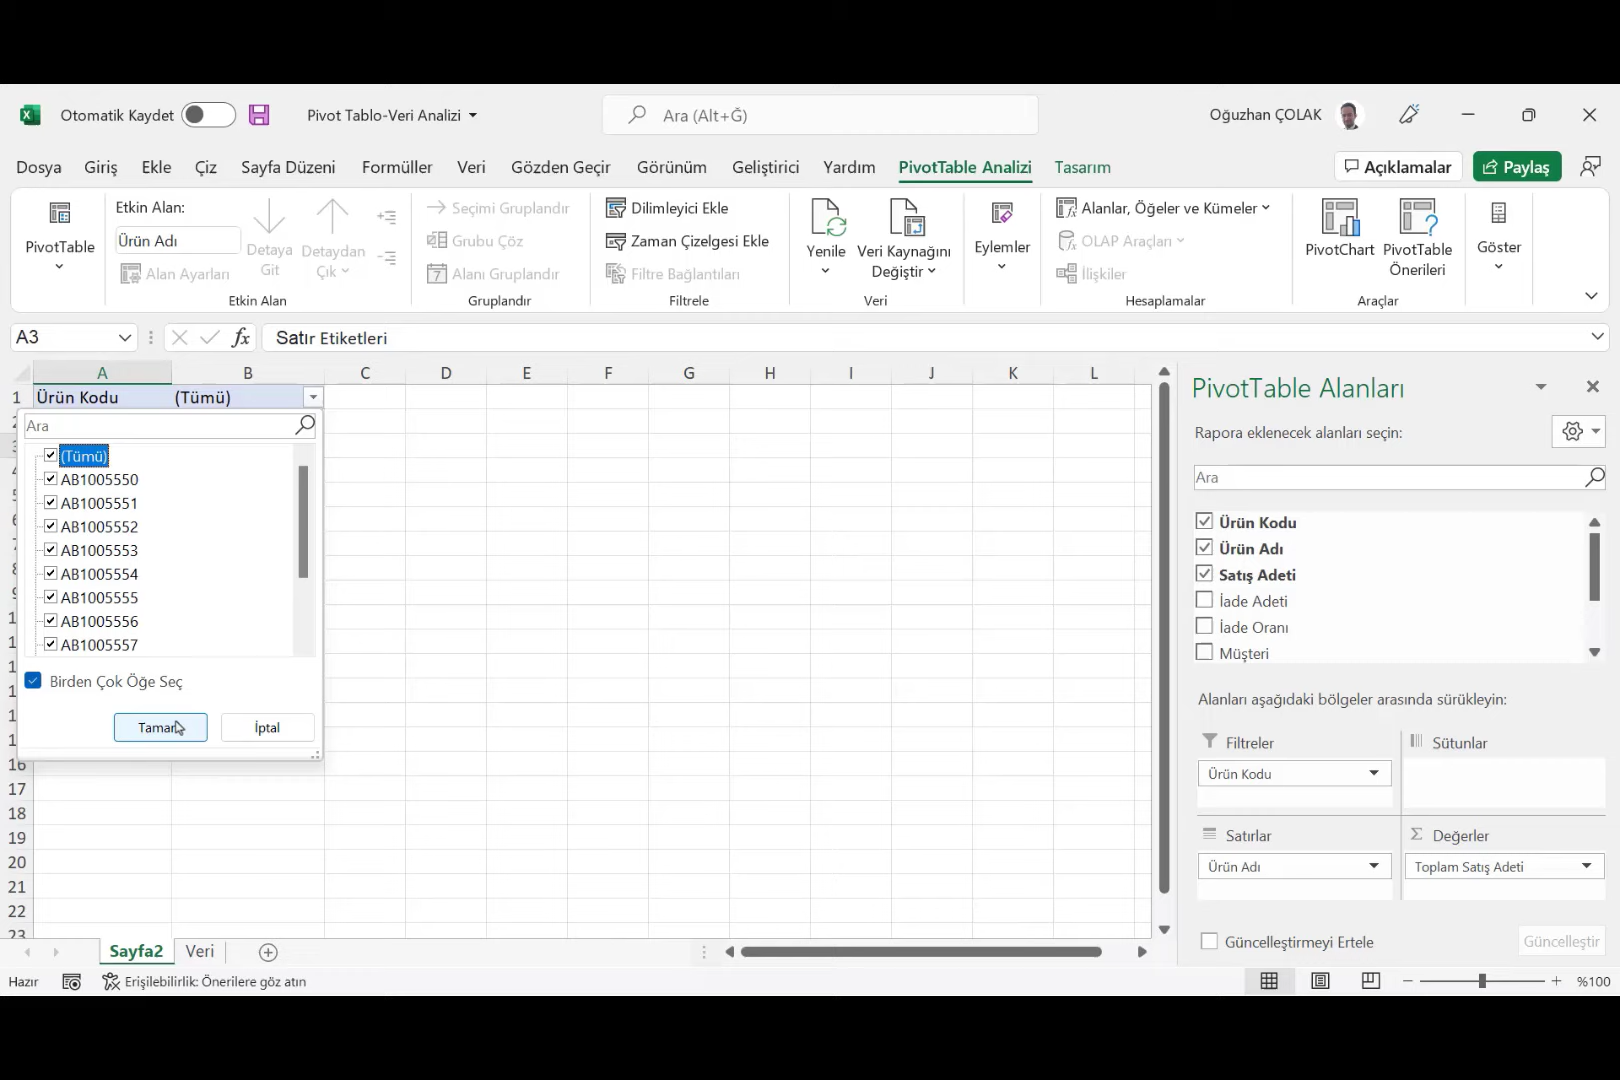 Otomatik Kaydet
Pivot Tablo-Veri Analizi
Ara (Alt+Ğ)
Oğuzhan ÇOLAK
Dosya Giriş Ekle Çiz Sayfa Düzeni Formüller Veri Gözden Geçir Görünüm Geliştirici Yardım PivotTable Analizi Tasarım
Açıklamalar
Paylaş
PivotTable
Etkin Alan:
Ürün Adı
Alan Ayarları
Detaya Git
Detaydan Çık
Etkin Alan
Seçimi Gruplandır
Grubu Çöz
Alanı Gruplandır
Gruplandır
Dilimleyici Ekle
Zaman Çizelgesi Ekle
Filtre Bağlantıları
Filtrele
Yenile
Veri Kaynağını Değiştir
Veri
Eylemler
Alanlar, Öğeler ve Kümeler
OLAP Araçları
İlişkiler
Hesaplamalar
PivotChart
PivotTable Önerileri
Araçlar
Göster
A3
fx
Satır Etiketleri
A B C D E F G H I J K L
1 Ürün Kodu (Tümü)
Ara
(Tümü)
AB1005550
AB1005551
AB1005552
AB1005553
AB1005554
AB1005555
AB1005556
AB1005557
Birden Çok Öğe Seç
İptal
16
17
18
19
20
21
22
23
PivotTable Alanları
Rapora eklenecek alanları seçin:
Ara
Ürün Kodu
Ürün Adı
Satış Adeti
İade Adeti
İade Oranı
Müşteri
Alanları aşağıdaki bölgeler arasında sürükleyin:
Filtreler
Ürün Kodu
Sütunlar
Satırlar
Ürün Adı
Değerler
Toplam Satış Adeti
Güncelleştirmeyi Ertele
Güncelleştir
Sayfa2 Veri
Hazır
Erişilebilirlik: Önerilere göz atın
%100